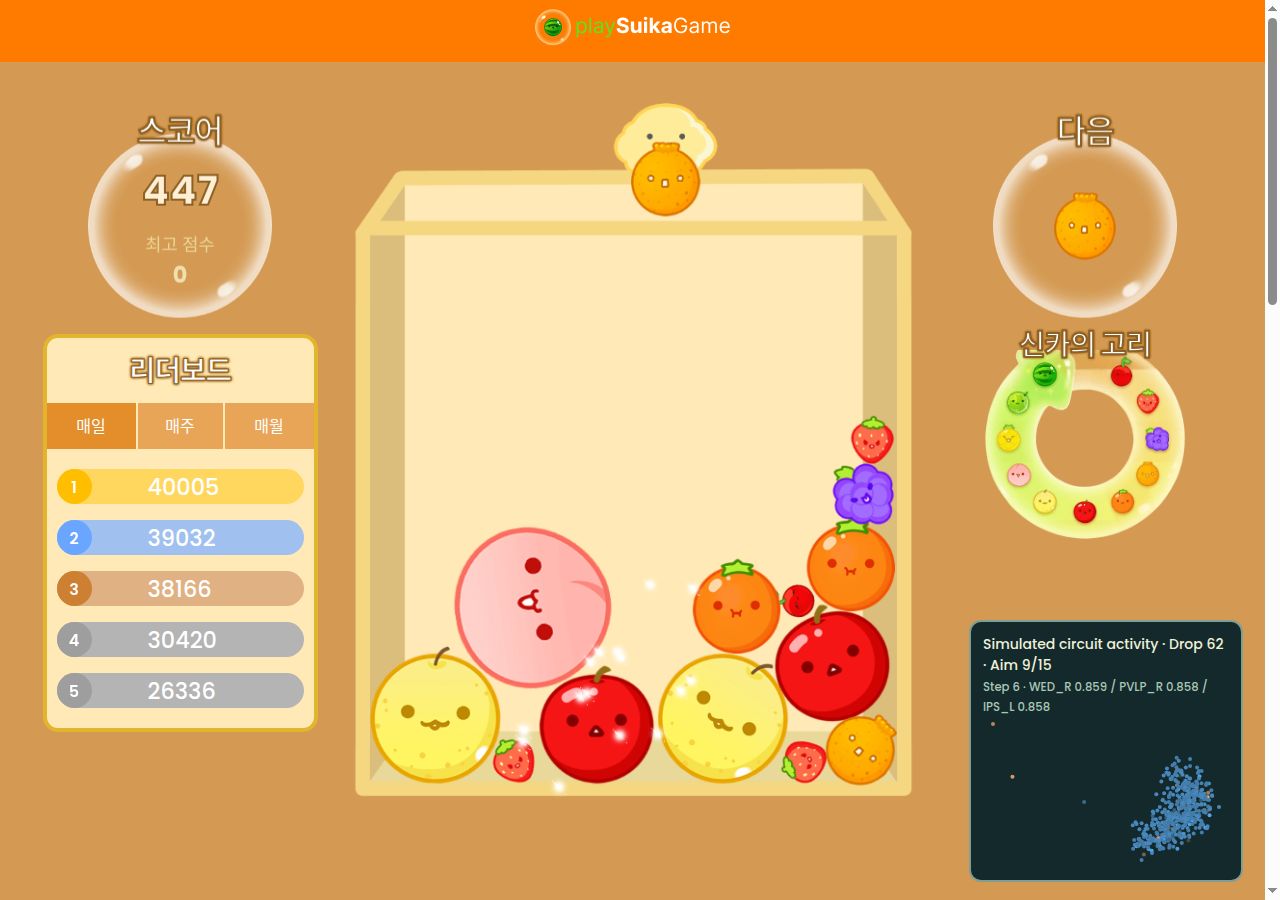 playSuikaGame
스코어
447
최고 점수
0
리더보드
매일
매주
매월
1
40005
2
39032
3
38166
4
30420
5
26336
다음
신카의 고리
Simulated circuit activity · Drop 62
· Aim 9/15
Step 6 · WED_R 0.859 / PVLP_R 0.858 /
IPS_L 0.858